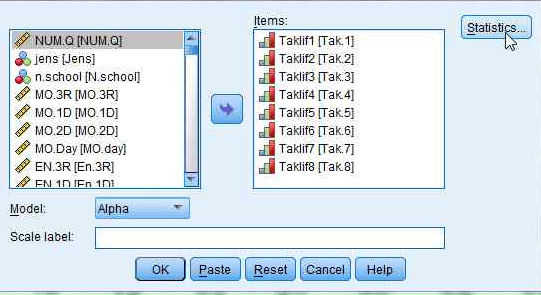 Items:
Statistics...
NUM.Q [NUM.Q]
jens [Jens]
n.school [N.school]
MO.3R [MO.3R]
MO.1D [MO.1D]
MO.2D [MO.2D]
MO.Day [MO.day]
EN.3R [En.3R]
EN.1D [En.1D]
Taklif1 [Tak.1]
Taklif2 [Tak.2]
Taklif3 [Tak.3]
Taklif4 [Tak.4]
Taklif5 [Tak.5]
Taklif6 [Tak.6]
Taklif7 [Tak.7]
Taklif8 [Tak.8]
Model:
Alpha
Scale label:
OK
Paste
Reset
Cancel
Help